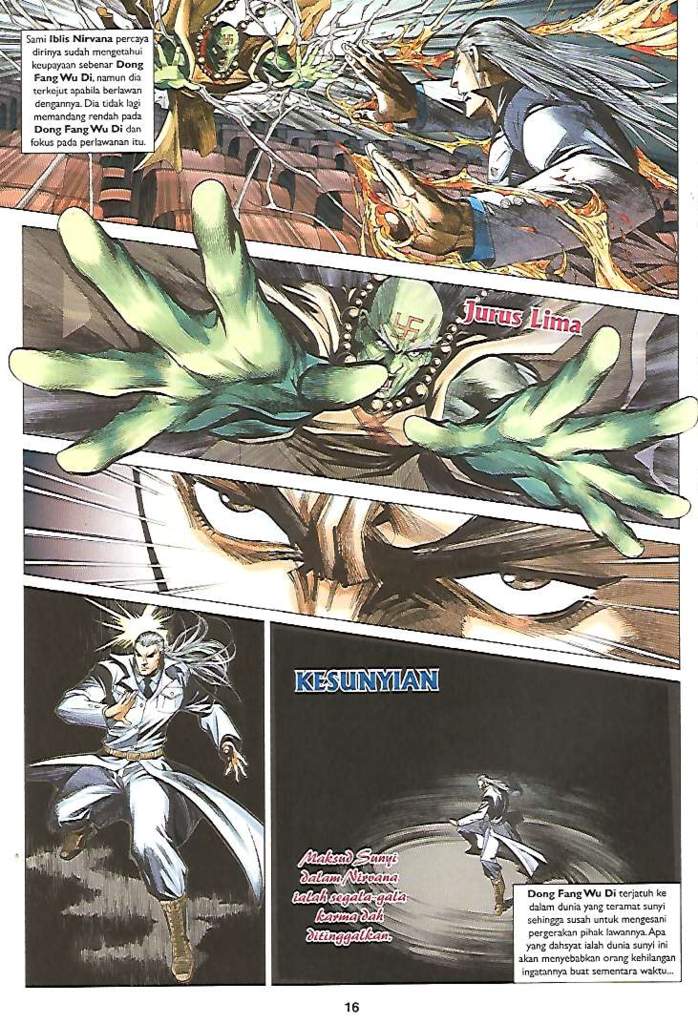 Sami Iblis Nirvana percaya
dirinya sudah mengetahui
keupayaan sebenar Dong
Fang Wu Di, namun dia
terkejut apabila berlawan
dengannya. Dia tidak lagi
memandang rendah pada
Dong Fang Wu Di dan
fokus pada perlawanan itu.
Jurus Lima
卐
KESUNYIAN
Maksud Sunyi
dalam Nirvana
ialah segala-gala
karma dah
ditinggalkan.
Dong Fang Wu Di terjatuh ke
dalam dunia yang teramat sunyi
sehingga susah untuk mengesani
pergerakan pihak lawannya. Apa
yang dahsyat ialah dunia sunyi ini
akan menyebabkan orang kehilangan
ingatannya buat sementara waktu...
16